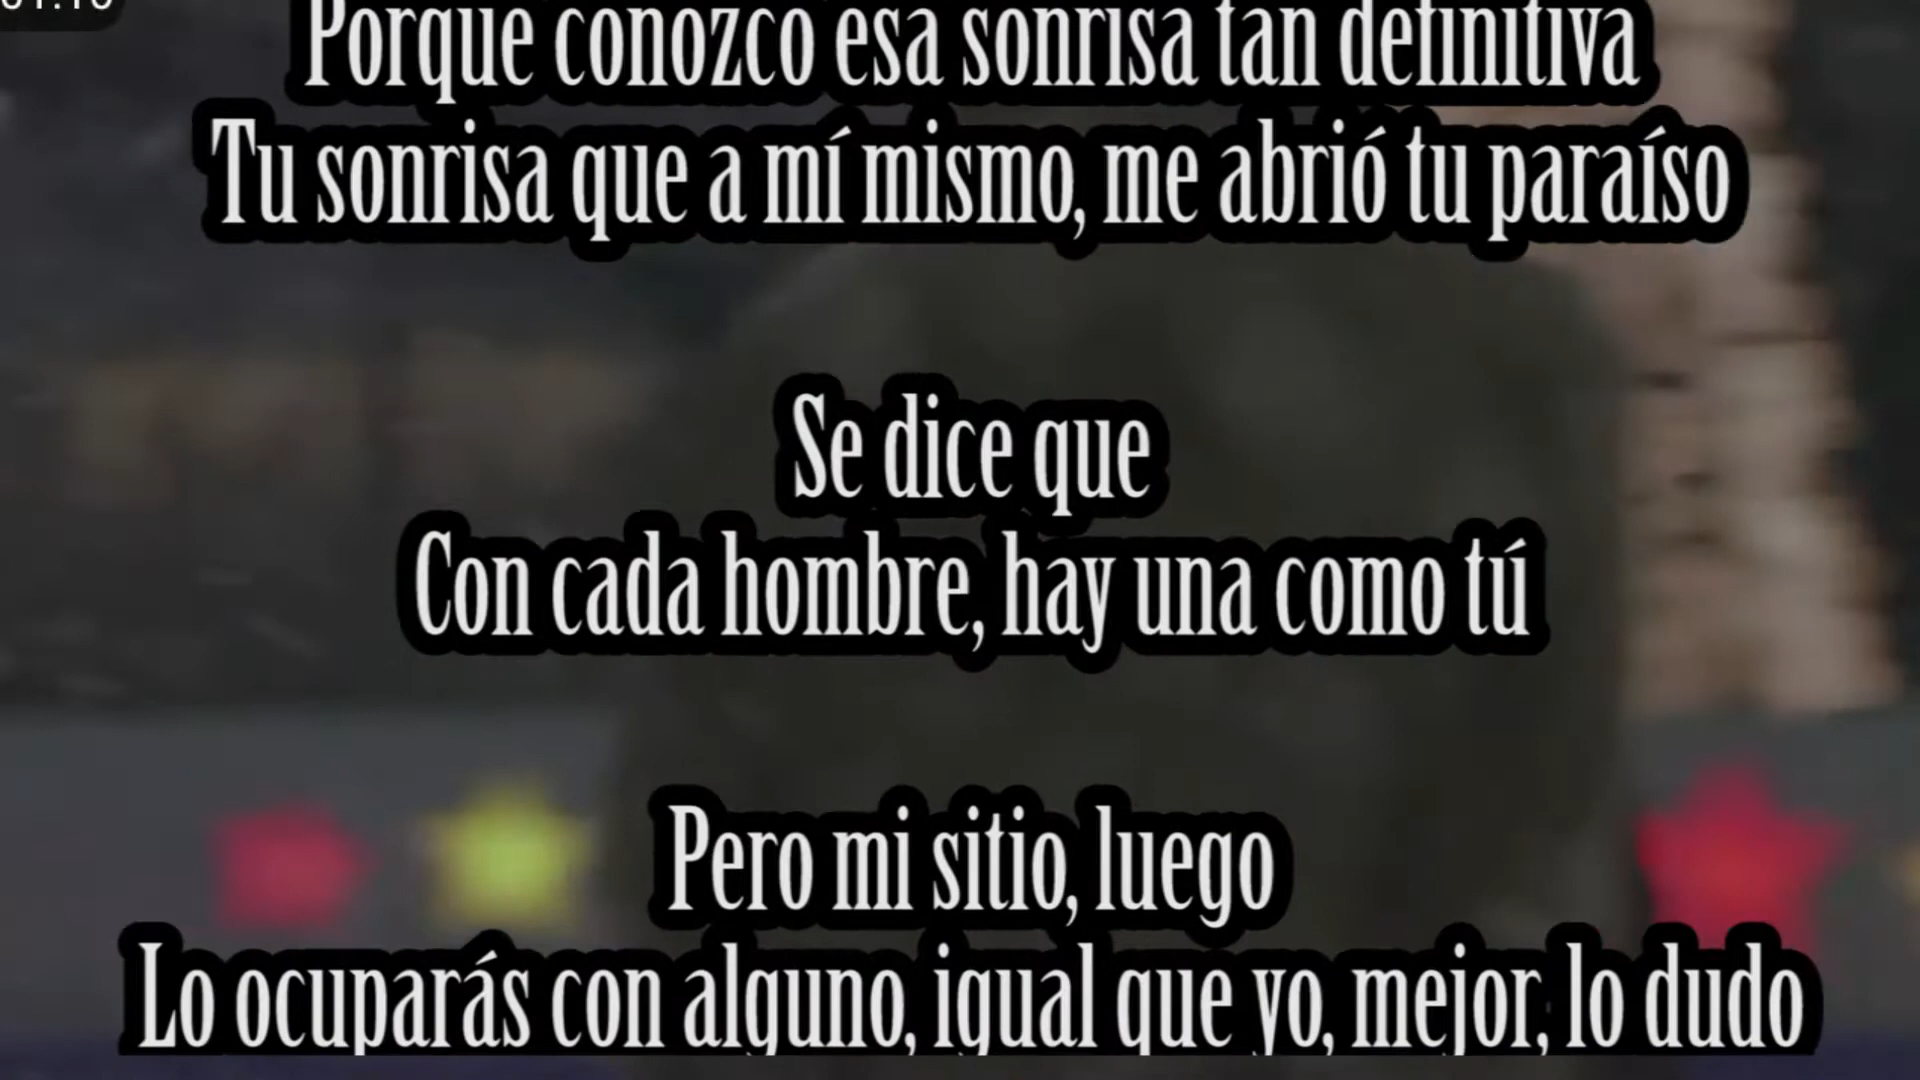 Porque conozco esa sonrisa tan definitiva
Tu sonrisa que a mí mismo, me abrió tu paraíso
Se dice que
Con cada hombre, hay una como tú
Pero mi sitio, luego
Lo ocuparás con alguno, igual que yo, mejor, lo dudo